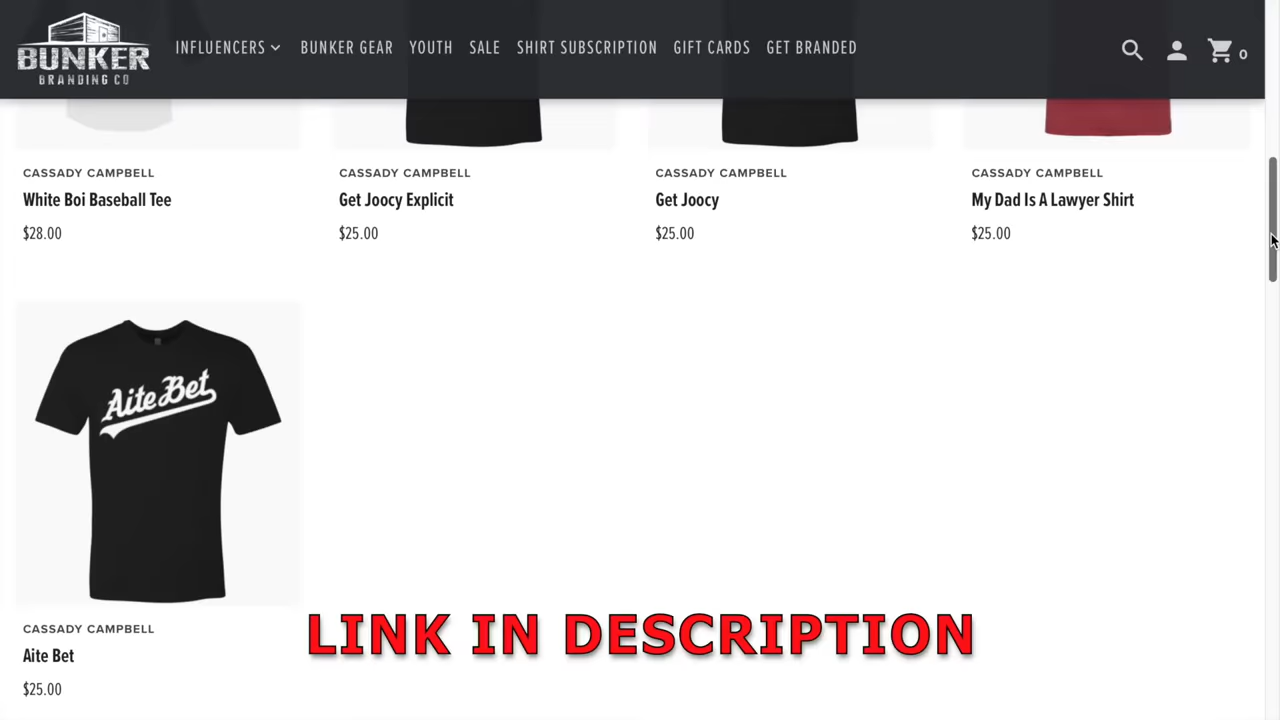 BUNKER
BRANDING CO
INFLUENCERS
BUNKER GEAR
YOUTH
SALE
SHIRT SUBSCRIPTION
GIFT CARDS
GET BRANDED
0
CASSADY CAMPBELL
White Boi Baseball Tee
$28.00
CASSADY CAMPBELL
Get Joocy Explicit
$25.00
CASSADY CAMPBELL
Get Joocy
$25.00
CASSADY CAMPBELL
My Dad Is A Lawyer Shirt
$25.00
Aite Bet
CASSADY CAMPBELL
Aite Bet
$25.00
LINK IN DESCRIPTION